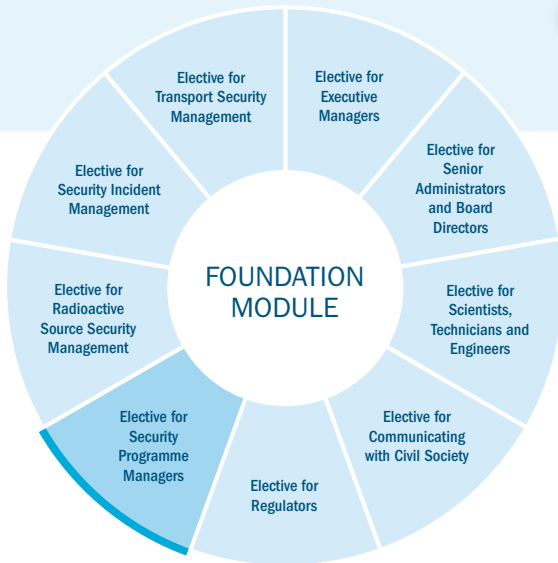 Elective for
Transport Security
Management
Elective for
Executive
Managers
Elective for
Senior
Administrators
and Board
Directors
Elective for
Scientists,
Technicians and
Engineers
Elective for
Communicating
with Civil Society
Elective for
Regulators
Elective for
Security
Programme
Managers
Elective for
Radioactive
Source Security
Management
Elective for
Security Incident
Management
FOUNDATION
MODULE